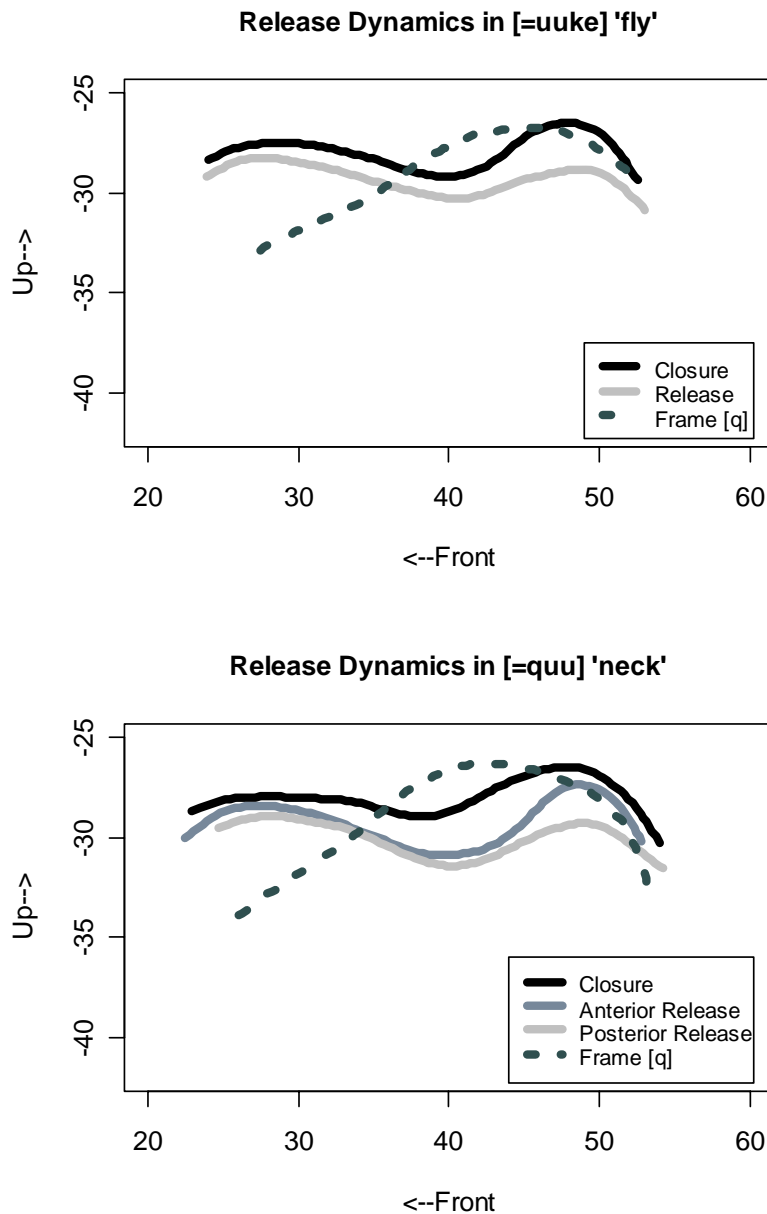 Release Dynamics in [=uuke] 'fly'
-25
-30
-35
-40
Up-->
Closure
Release
Frame [q]
20 30 40 50 60
<--Front
Release Dynamics in [=quu] 'neck'
-25
-30
-35
-40
Up-->
Closure
Anterior Release
Posterior Release
Frame [q]
20 30 40 50 60
<--Front